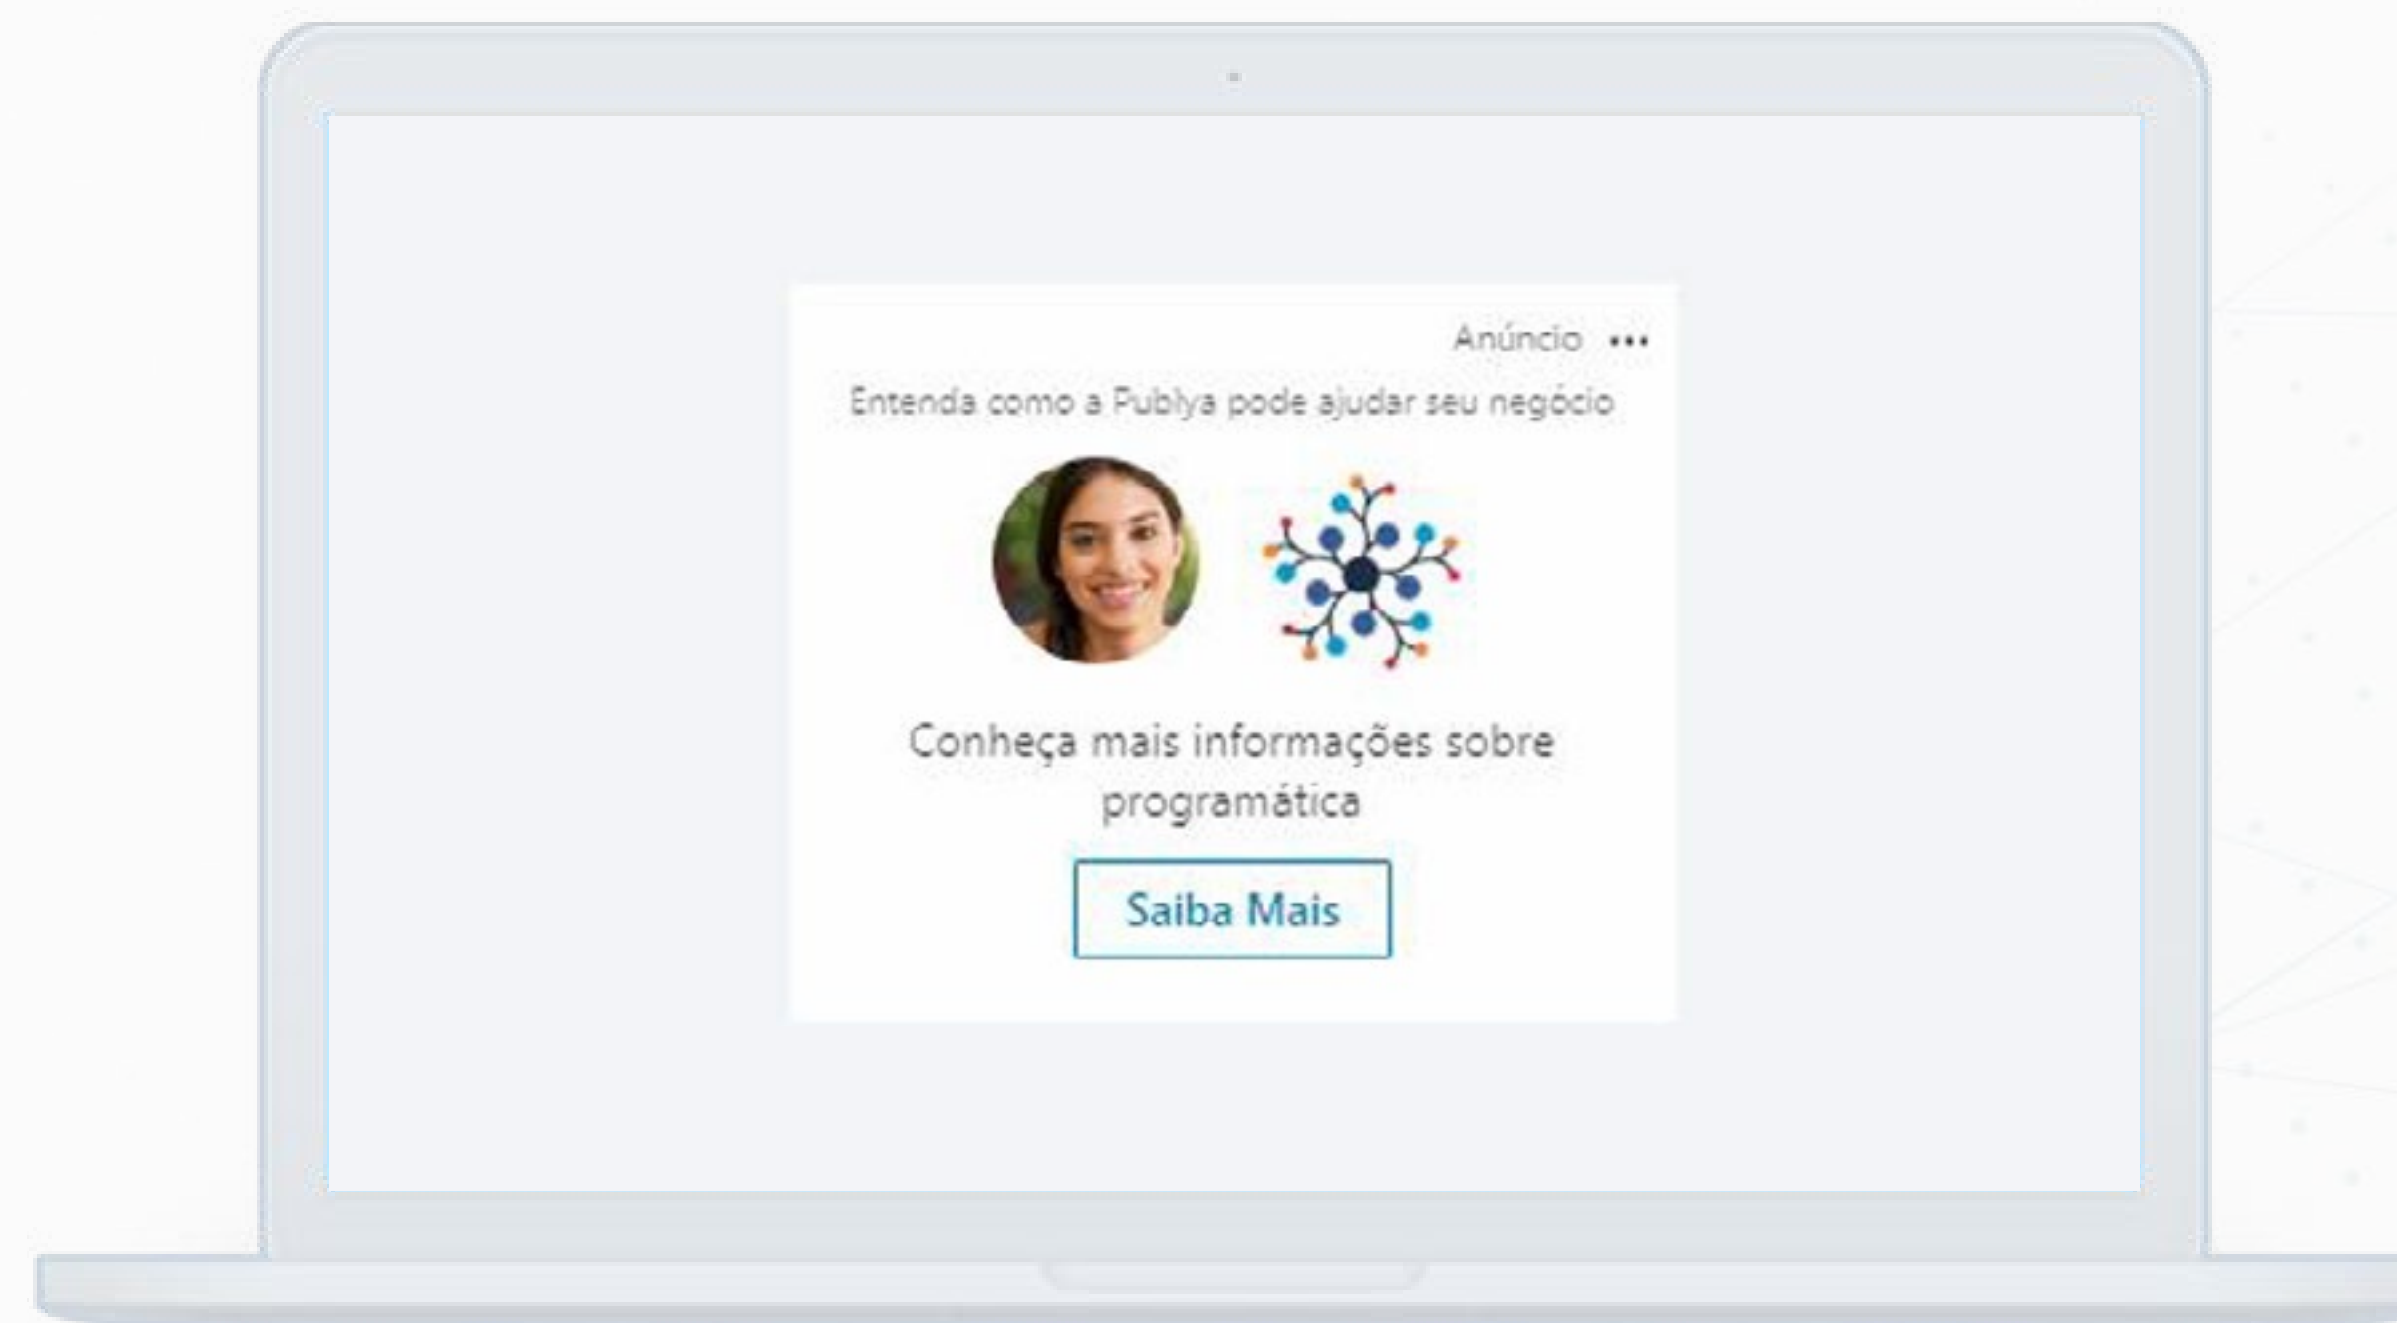 Anúncio •••
Entenda como a Publya pode ajudar seu negócio
Conheça mais informações sobre
programática
Saiba Mais